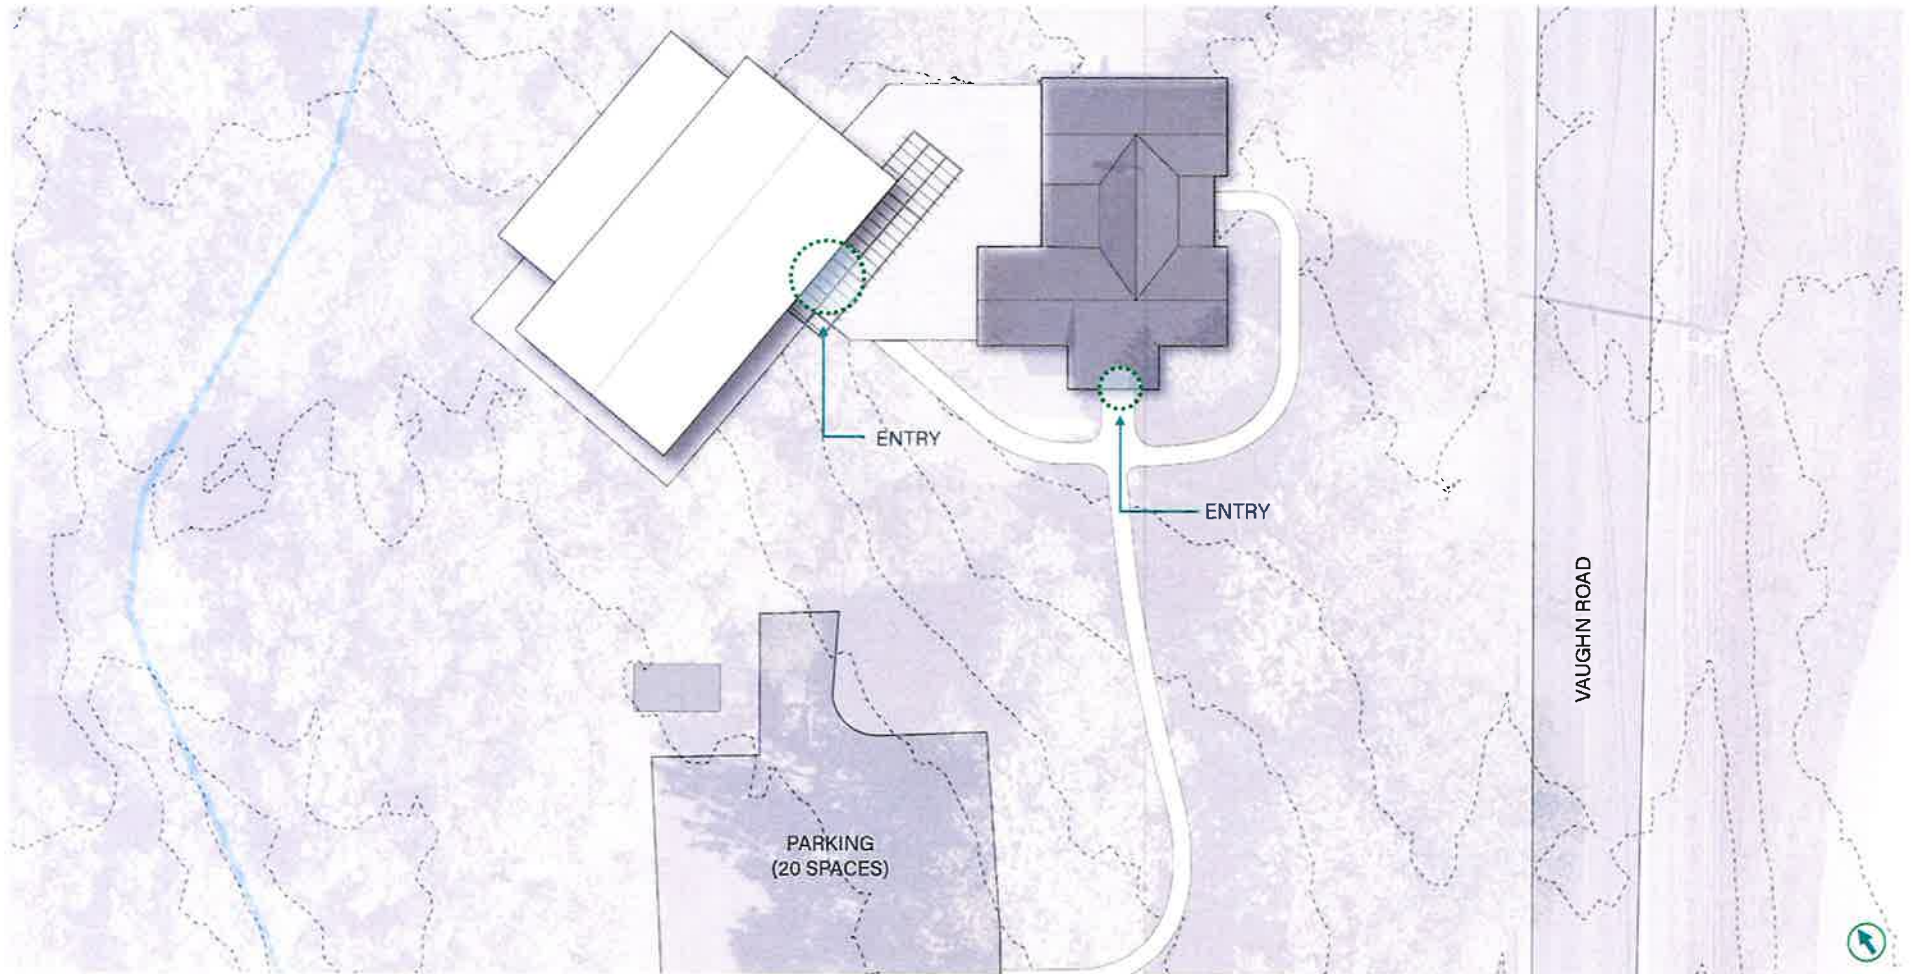 ENTRY
ENTRY
VAUGHN ROAD
PARKING
(20 SPACES)